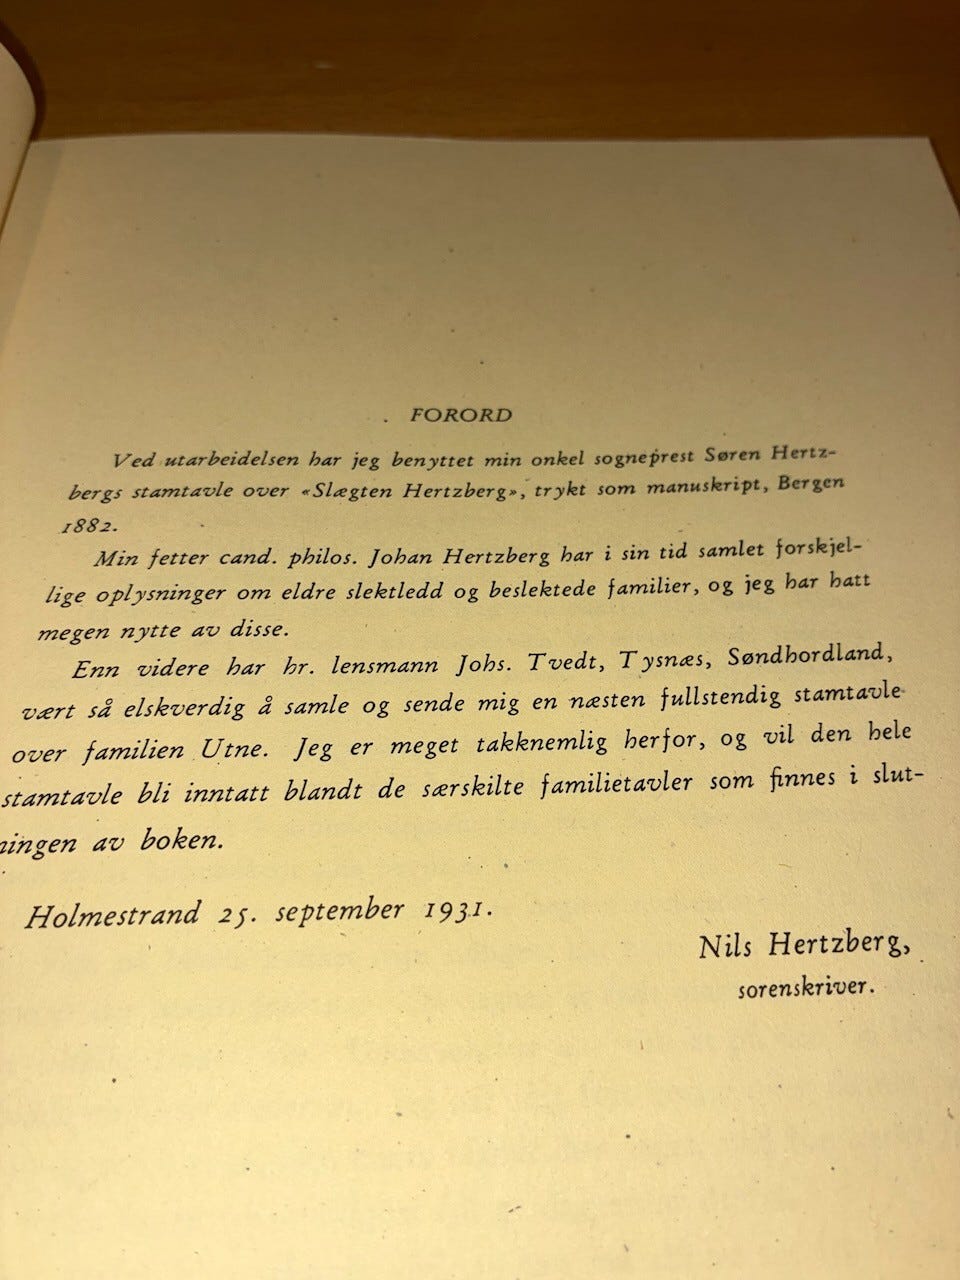 FORORD
Ved utarbeidelsen har jeg benyttet min onkel sogneprest Søren Hertz-
bergs stamtavle over «Slægten Hertzberg», trykt som manuskript, Bergen
1882.
Min fetter cand. philos. Johan Hertzberg har i sin tid samlet forskjel-
lige oplysninger om eldre slektledd og beslektede familier, og jeg har hatt
megen nytte av disse.
Enn videre har hr. lensmann Johs. Tvedt, Tysnæs, Søndhordland,
vært så elskverdig å samle og sende mig en næsten fullstendig stamtavle
over familien Utne. Jeg er meget takknemlig herfor, og vil den hele
stamtavle bli inntatt blandt de særskilte familietavler som finnes i slut-
ningen av boken.
Holmestrand 25. september 1931.
Nils Hertzberg,
sorenskriver.